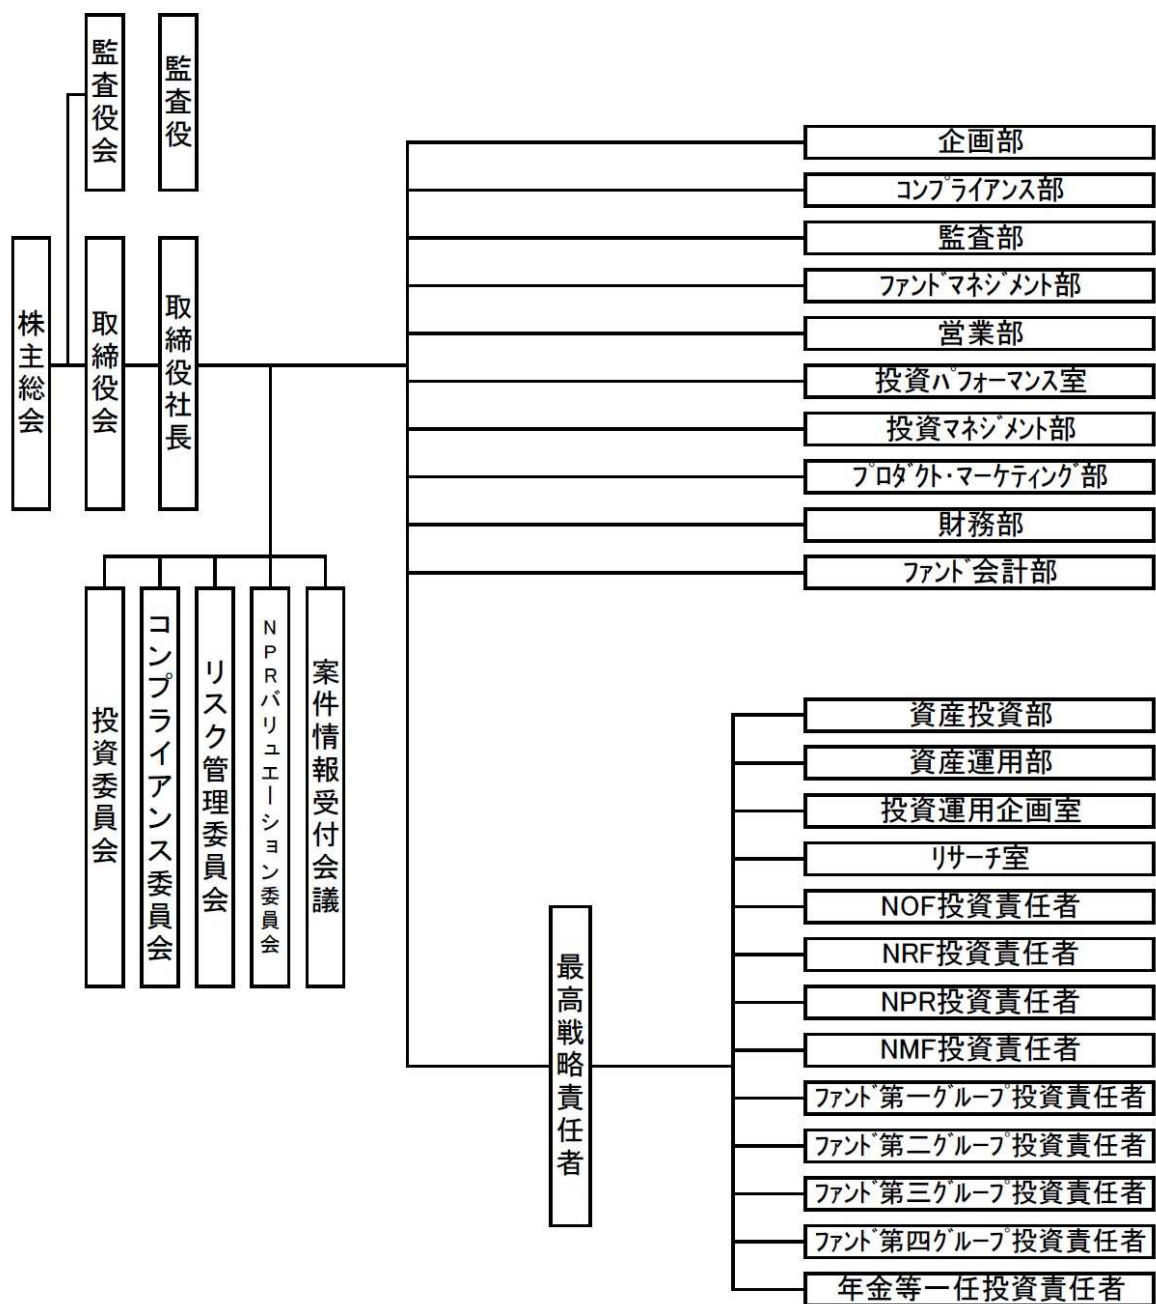 監査役会
監査役
株主総会
取締役会
取締役社長
企画部
コンプライアンス部
監査部
ファンドマネジメント部
営業部
投資パフォーマンス室
投資マネジメント部
プロダクト・マーケティング部
財務部
ファンド会計部
投資委員会
コンプライアンス委員会
リスク管理委員会
NPRバリュエーション委員会
案件情報受付会議
最高戦略責任者
資産投資部
資産運用部
投資運用企画室
リサーチ室
NOF投資責任者
NRF投資責任者
NPR投資責任者
NMF投資責任者
ファンド第一グループ投資責任者
ファンド第二グループ投資責任者
ファンド第三グループ投資責任者
ファンド第四グループ投資責任者
年金等一任投資責任者